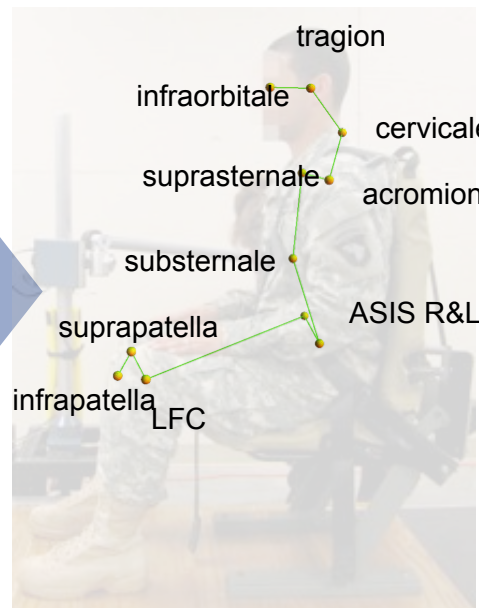 tragion
infraorbitale
cervicale
suprasternale
acromion
substernale
ASIS R&L
suprapatella
infrapatella
LFC